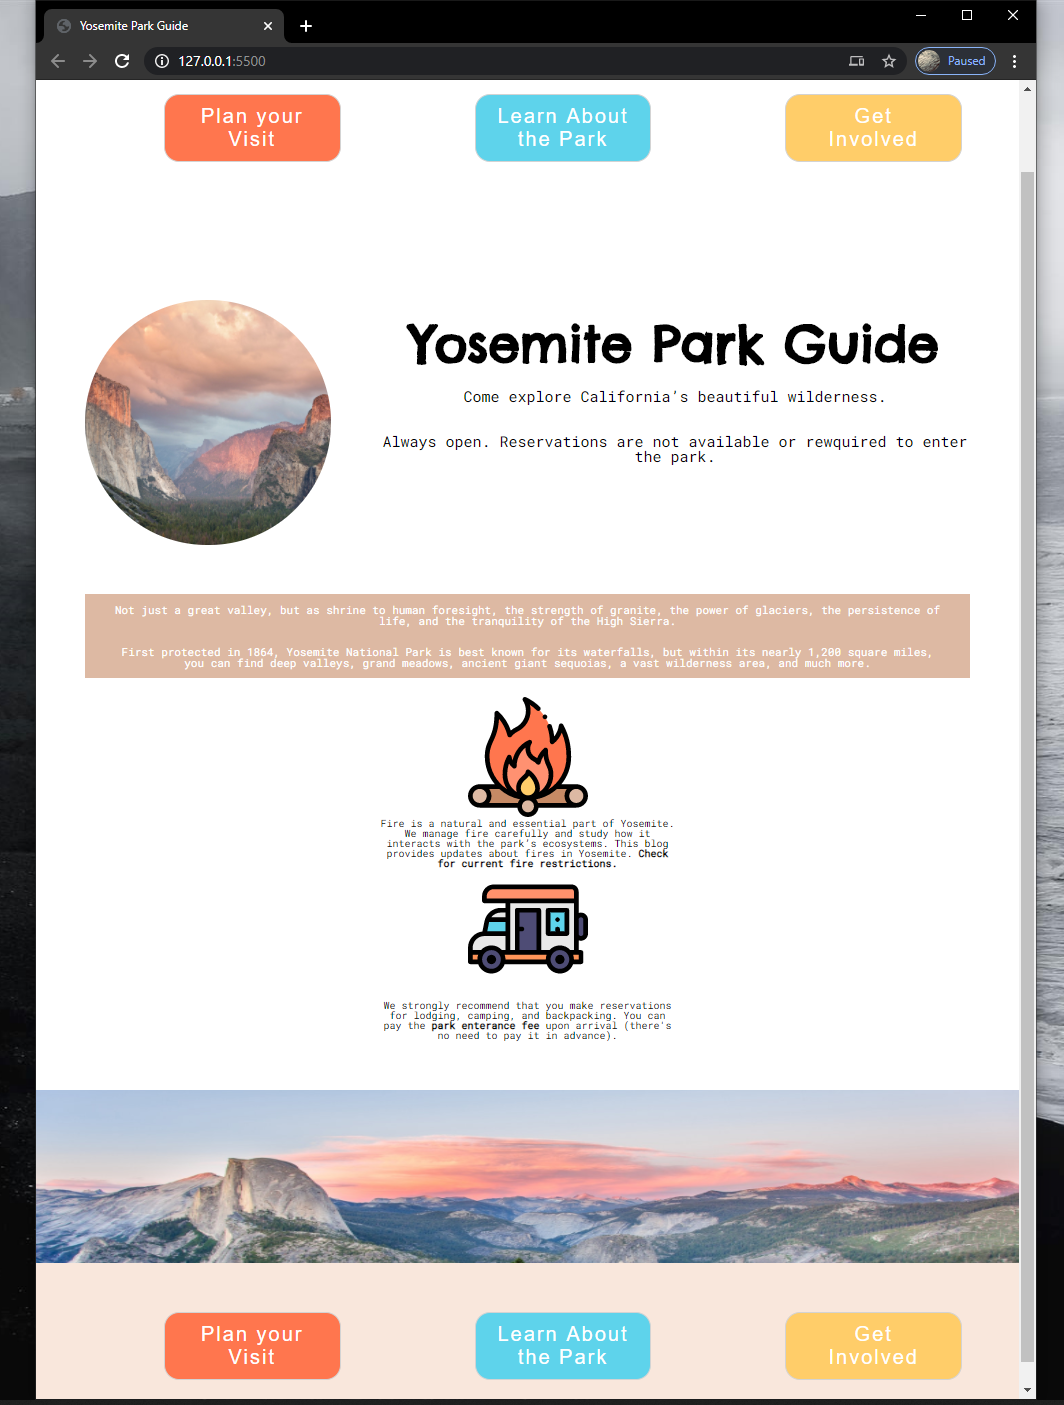 Yosemite Park Guide
127.0.0.1:5500
Paused
Plan your
Visit
Learn About
the Park
Get
Involved
Yosemite Park Guide
Come explore California's beautiful wilderness.
Always open. Reservations are not available or rewquired to enter
the park.
Not just a great valley, but as shrine to human foresight, the strength of granite, the power of glaciers, the persistence of
life, and the tranquility of the High Sierra.
First protected in 1864, Yosemite National Park is best known for its waterfalls, but within its nearly 1,200 square miles,
you can find deep valleys, grand meadows, ancient giant sequoias, a vast wilderness area, and much more.
Fire is a natural and essential part of Yosemite.
We manage fire carefully and study how it
interacts with the park's ecosystems. This blog
provides updates about fires in Yosemite. Check
for current fire restrictions.
We strongly recommend that you make reservations
for lodging, camping, and backpacking. You can
pay the park enterance fee upon arrival (there's
no need to pay it in advance).
Plan your
Visit
Learn About
the Park
Get
Involved